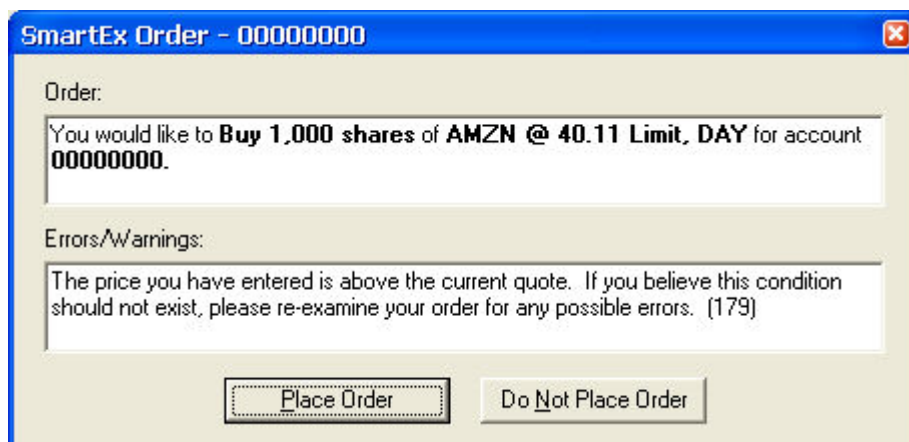 SmartEx Order - 00000000
Order:
You would like to Buy 1,000 shares of AMZN @ 40.11 Limit, DAY for account
00000000.
Errors/Warnings:
The price you have entered is above the current quote.  If you believe this condition
should not exist, please re-examine your order for any possible errors.  (179)
Place Order
Do Not Place Order